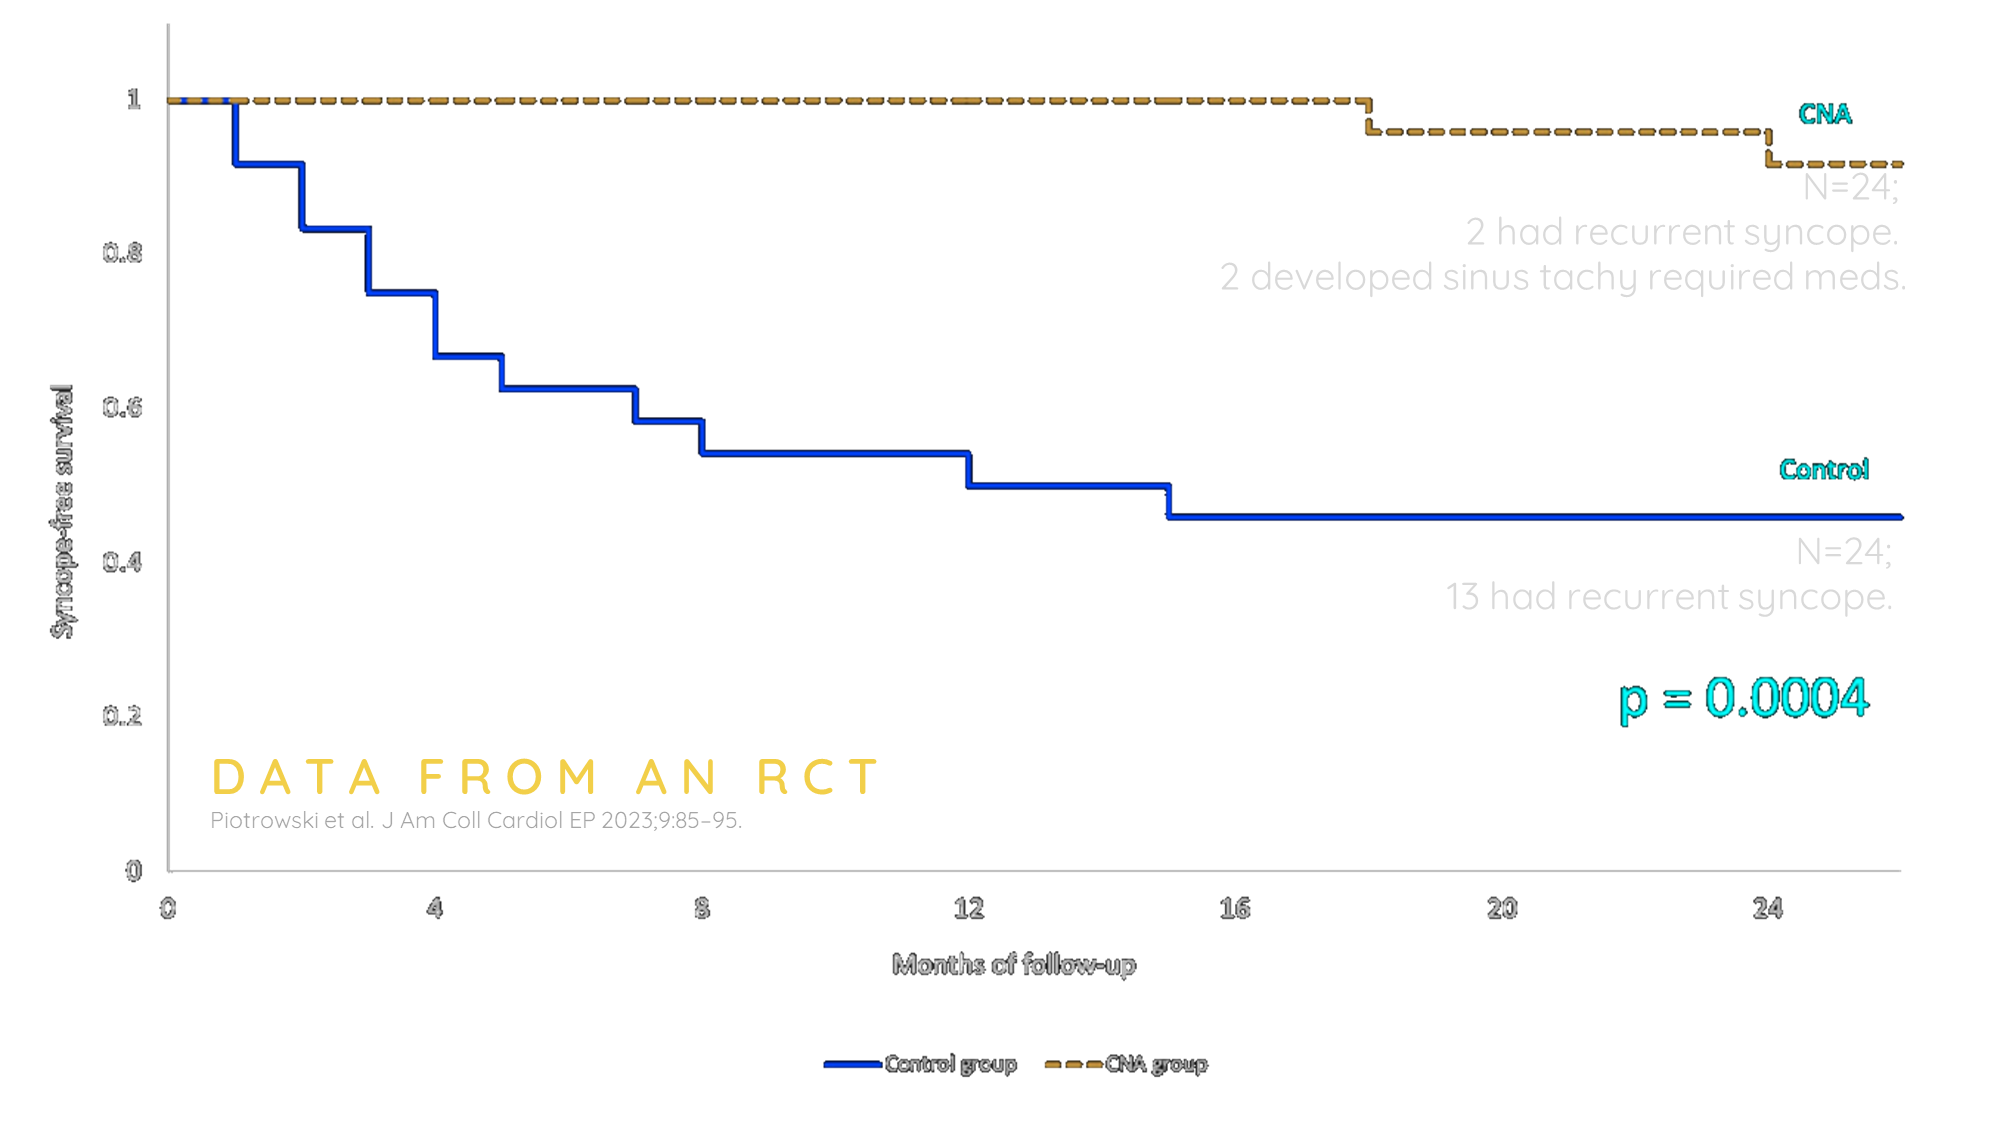 1
CNA
N=24;
2 had recurrent syncope.
2 developed sinus tachy required meds.
0.8
0.6
Syncope-free survival
Control
0.4
N=24;
13 had recurrent syncope.
p = 0.0004
0.2
DATA FROM AN RCT
Piotrowski et al. J Am Coll Cardiol EP 2023;9:85–95.
0
0 4 8 12 16 20 24
Months of follow-up
Control group CNA group